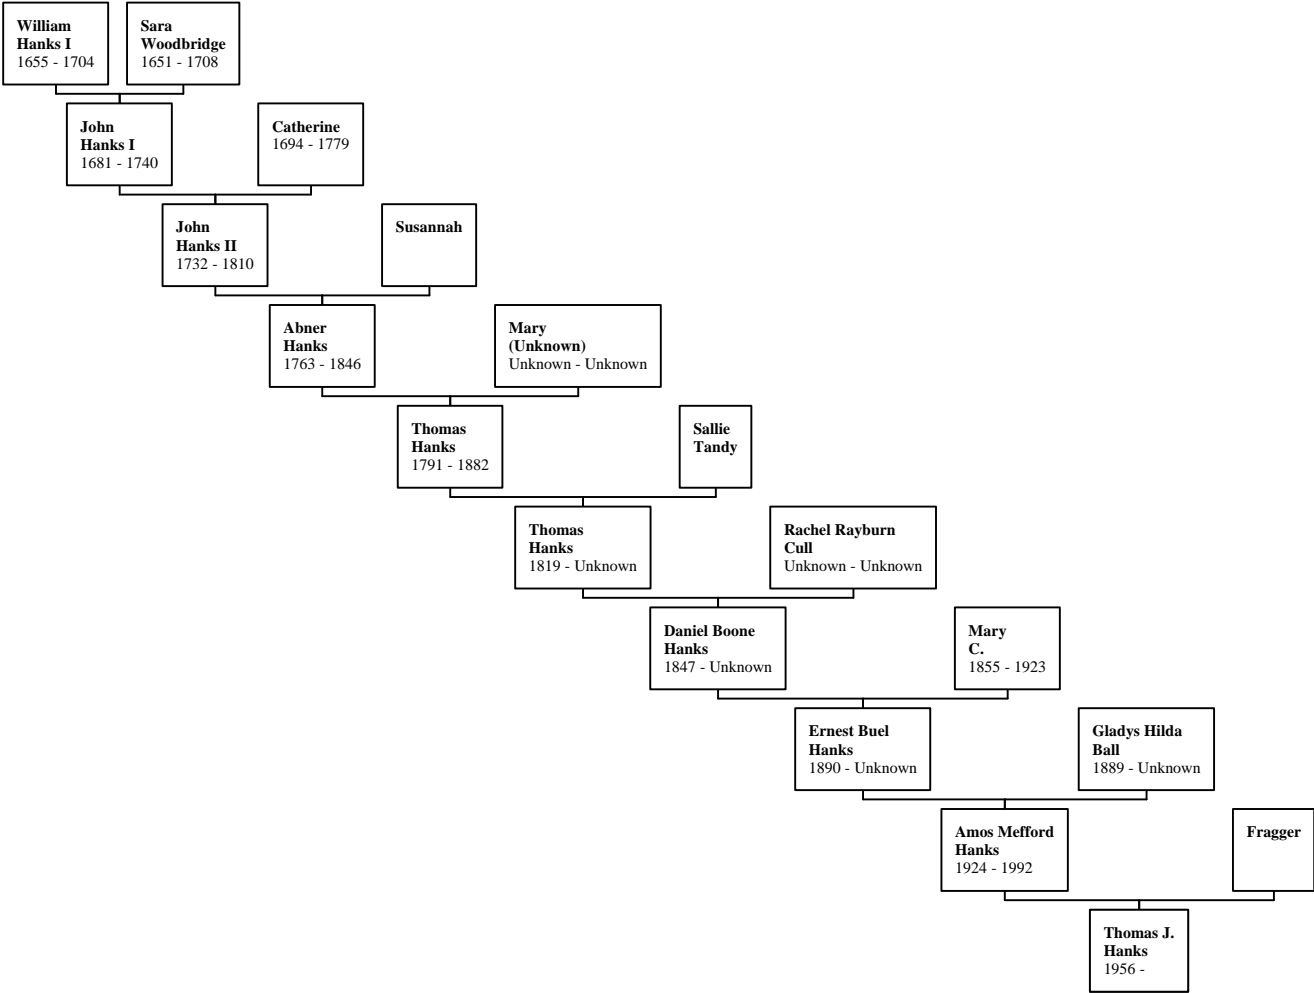 William
Hanks I
1655 - 1704
Sara
Woodbridge
1651 - 1708
John
Hanks I
1681 - 1740
Catherine
1694 - 1779
John
Hanks II
1732 - 1810
Susannah
Abner
Hanks
1763 - 1846
Mary
(Unknown)
Unknown - Unknown
Thomas
Hanks
1791 - 1882
Sallie
Tandy
Thomas
Hanks
1819 - Unknown
Rachel Rayburn
Cull
Unknown - Unknown
Daniel Boone
Hanks
1847 - Unknown
Mary
C.
1855 - 1923
Ernest Buel
Hanks
1890 - Unknown
Gladys Hilda
Ball
1889 - Unknown
Amos Mefford
Hanks
1924 - 1992
Fragger
Thomas J.
Hanks
1956 -